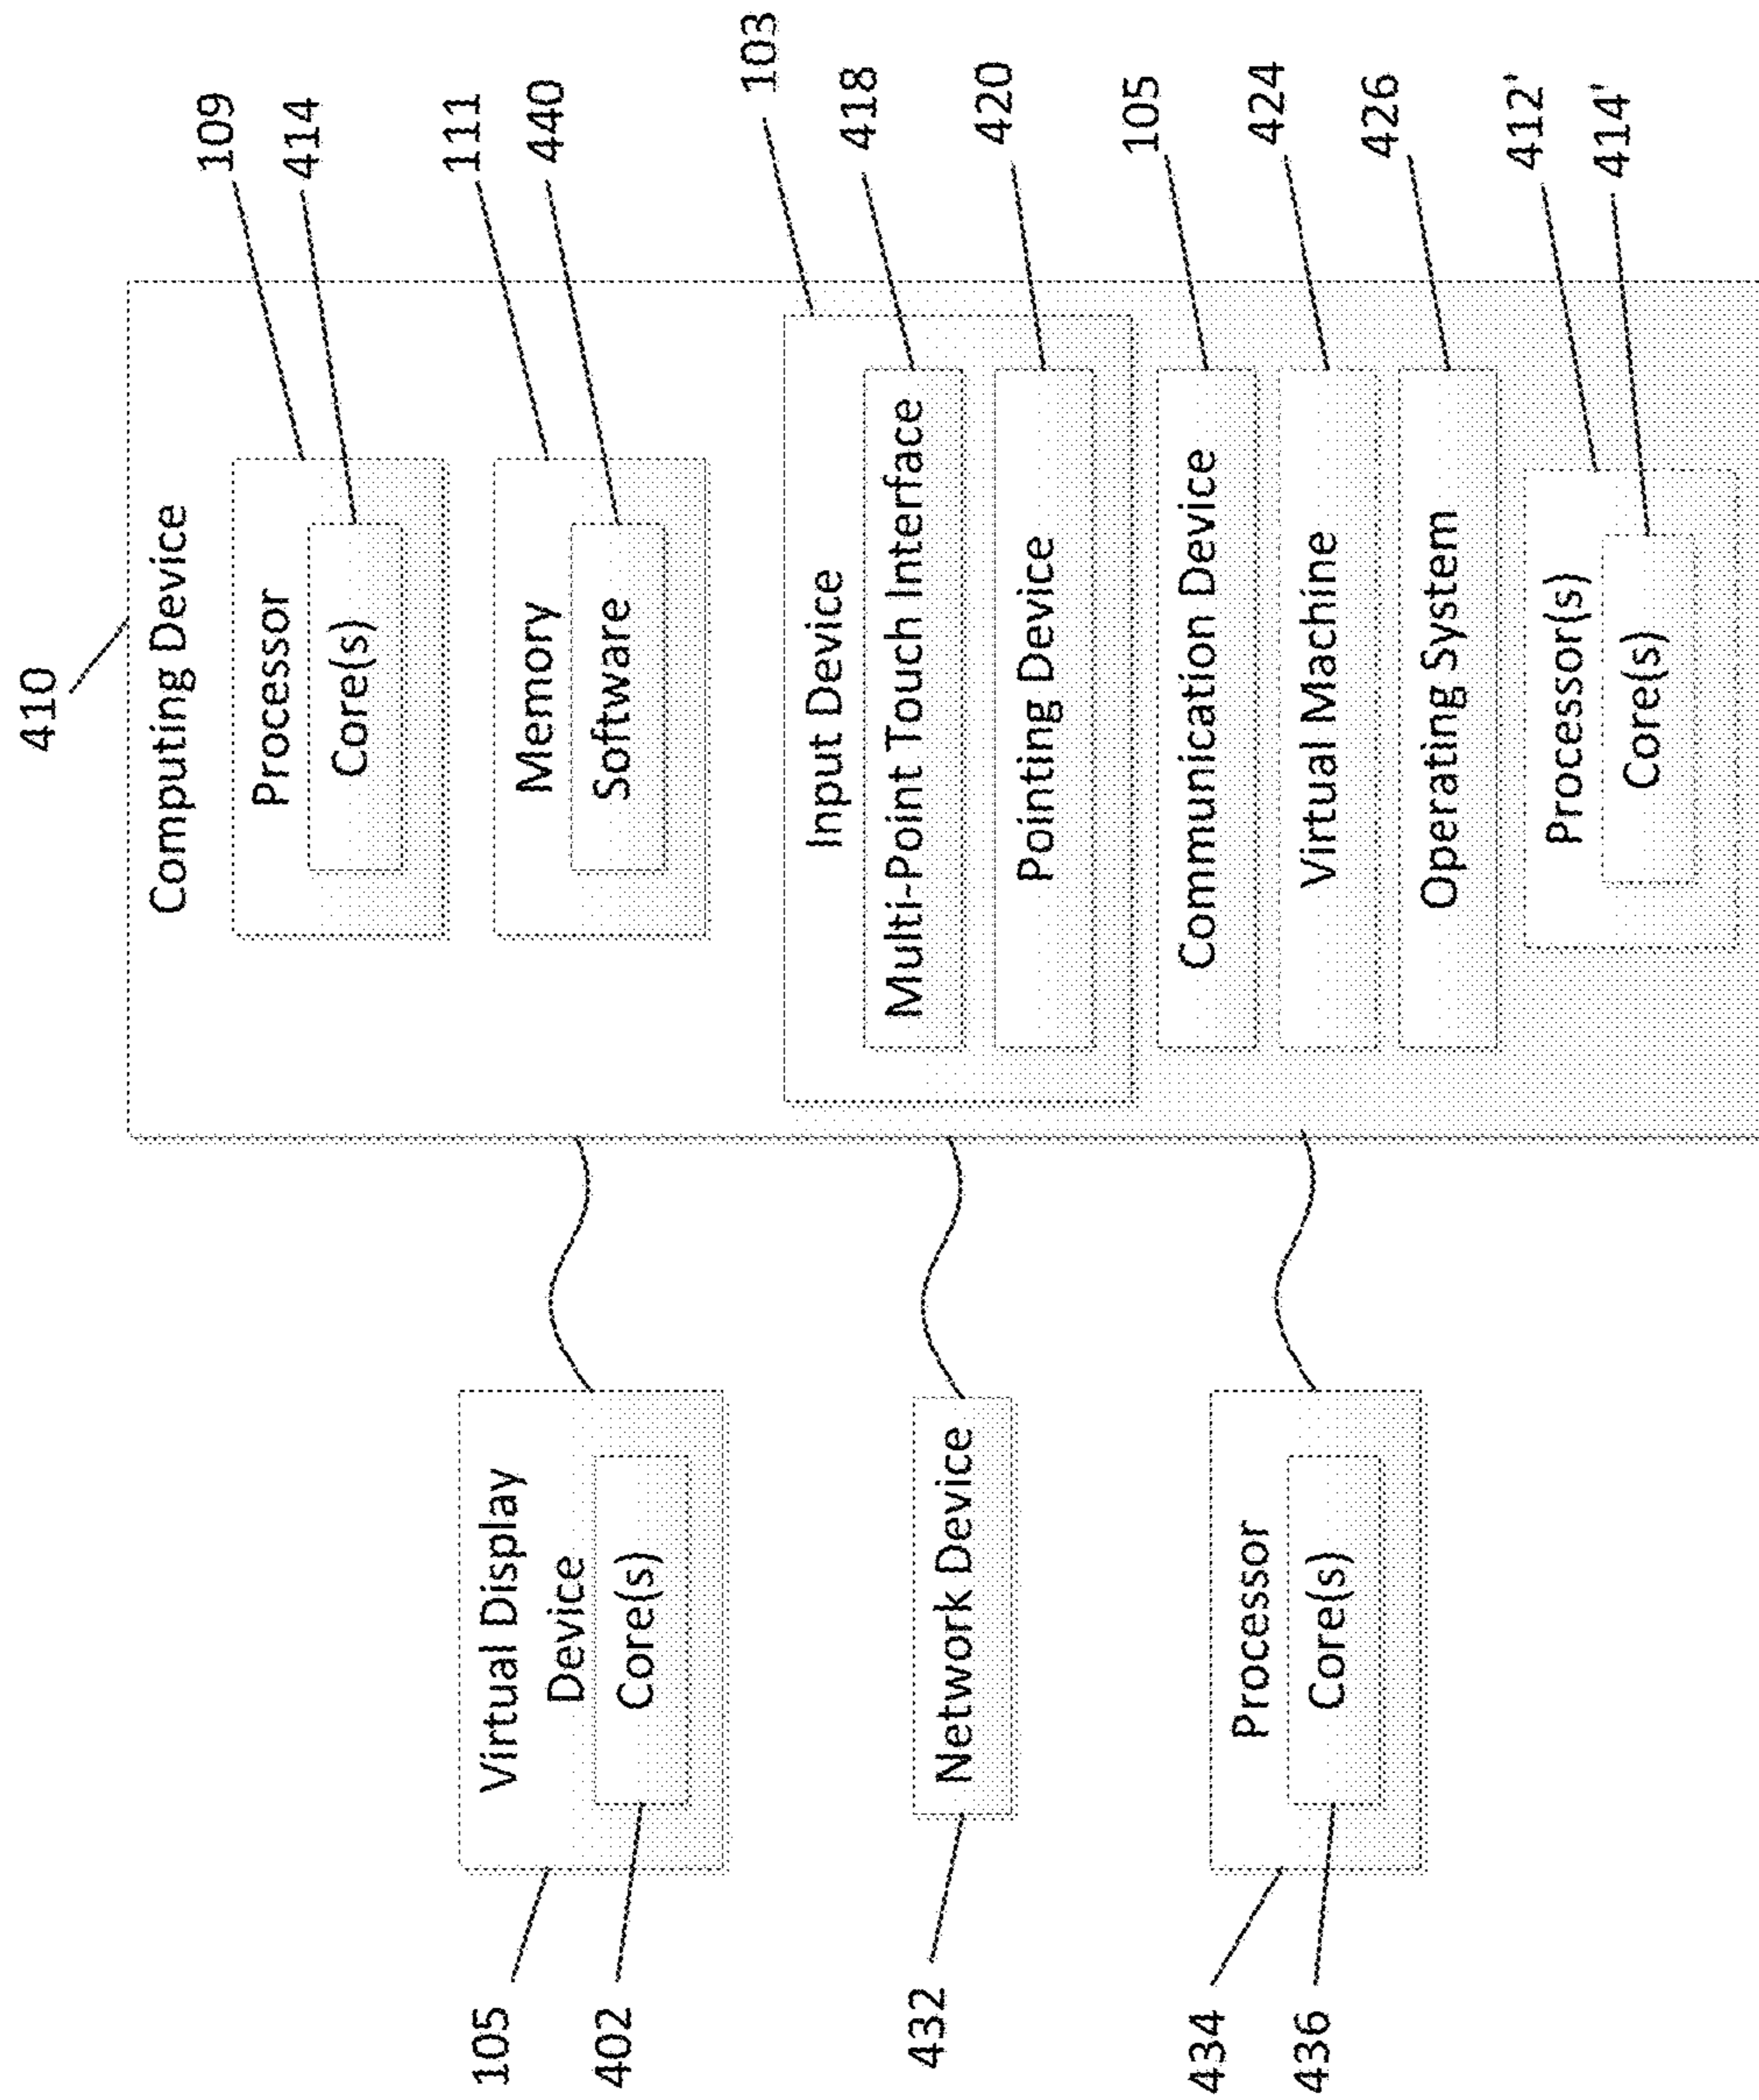 410
Computing Device
Processor
Core(s)
109
414
Memory
Software
111
440
Input Device
103
Multi-Point Touch Interface
418
Pointing Device
420
Communication Device
105
Virtual Machine
424
Operating System
426
Processor(s)
Core(s)
412'
414'
Virtual Display
Device
Core(s)
105
402
Network Device
432
Processor
Core(s)
434
436